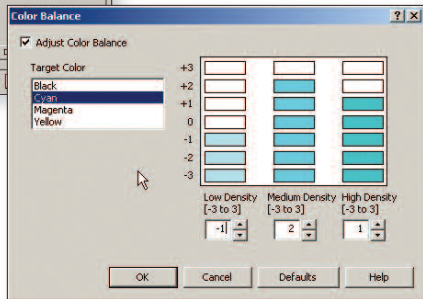 Color Balance
Adjust Color Balance
Target Color
Black
Cyan
Magenta
Yellow
+3
+2
+1
0
-1
-2
-3
Low Density Medium Density High Density
[-3 to 3] [-3 to 3] [-3 to 3]
-1 2 1
OK Cancel Defaults Help